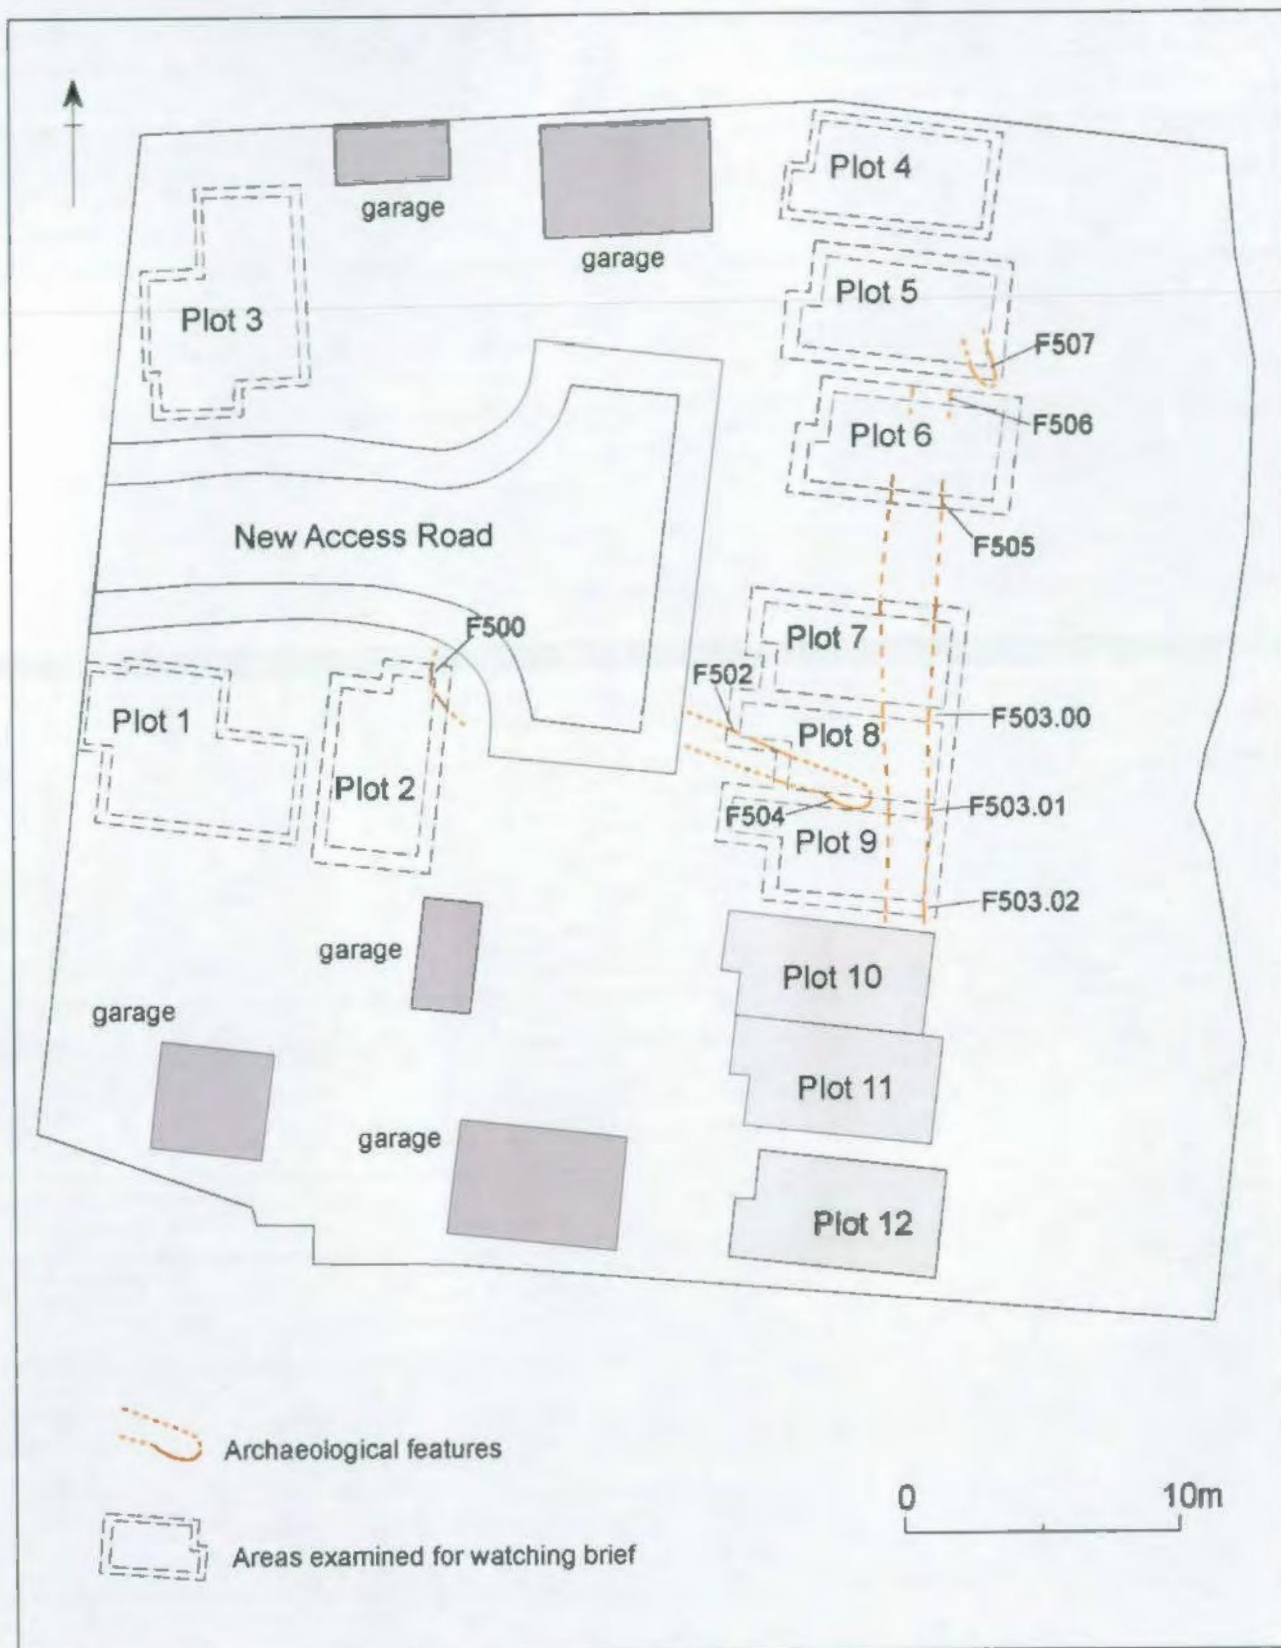 Plot 4
garage
garage
Plot 5
Plot 3
F507
F506
Plot 6
New Access Road
F505
F500
Plot 7
F502
Plot 1
F503.00
Plot 8
Plot 2
F504
F503.01
Plot 9
F503.02
garage
Plot 10
garage
Plot 11
garage
Plot 12
Archaeological features
0 10m
Areas examined for watching brief